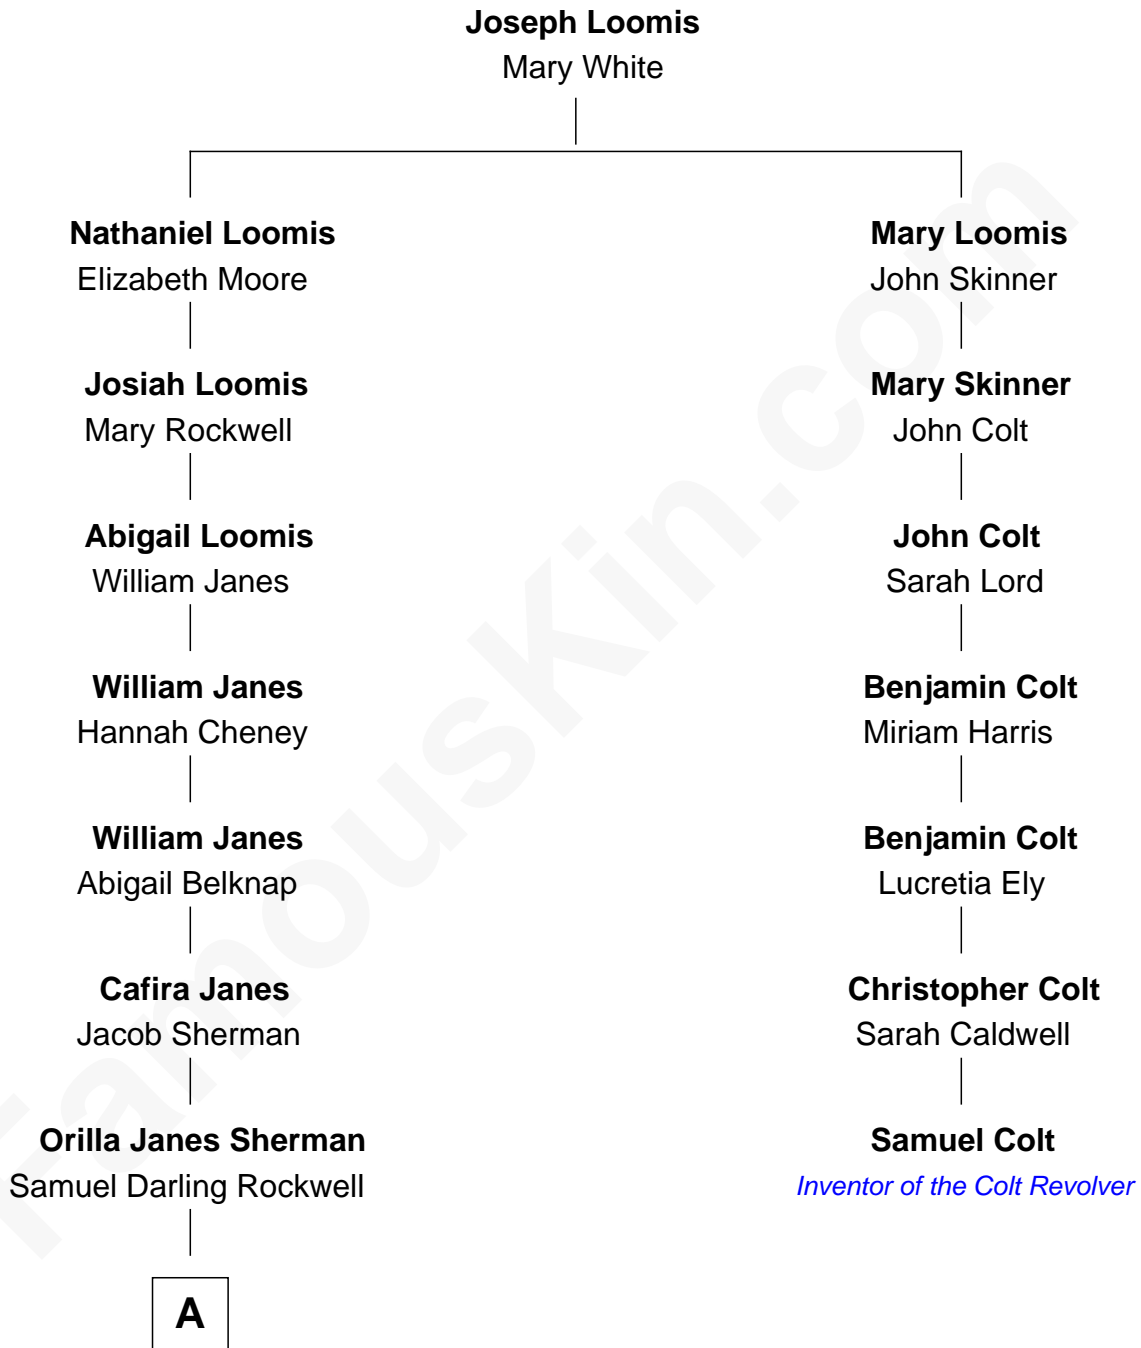 Joseph Loomis
Mary White
Nathaniel Loomis
Elizabeth Moore
Josiah Loomis
Mary Rockwell
Abigail Loomis
William Janes
William Janes
Hannah Cheney
William Janes
Abigail Belknap
Cafira Janes
Jacob Sherman
Orilla Janes Sherman
Samuel Darling Rockwell
A
Mary Loomis
John Skinner
Mary Skinner
John Colt
John Colt
Sarah Lord
Benjamin Colt
Miriam Harris
Benjamin Colt
Lucretia Ely
Christopher Colt
Sarah Caldwell
Samuel Colt
Inventor of the Colt Revolver
FamousKin.com